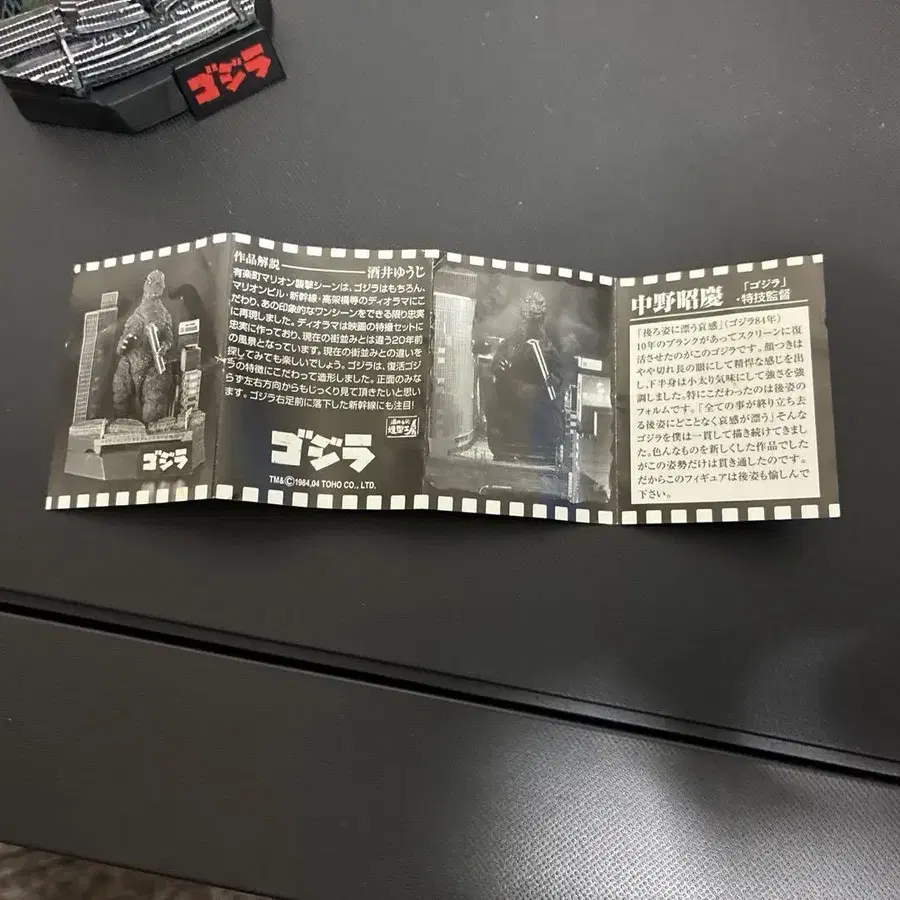 ゴジラ
ゴジラ
作品解説 酒井ゆうじ
有楽町マリオン襲撃シーンは、ゴジラはもちろん、
マリオンビル・新幹線・高架橋等のディオラマにこ
だわり、あの印象的なワンシーンをできる限り忠実
に再現しました。ディオラマは映画の特撮セットに
忠実に作っており、現在の街並みとは違う20年前
の風景となっています。現在の街並みとの違いを
探してみても楽しいでしょう。ゴジラは、復活ゴジ
ラの特徴にこだわって造形しました。正面のみな
らず左右方向からもじっくり見て頂きたいと思い
ます。ゴジラ右足前に落下した新幹線にも注目!
ゴジラ
TM&©1984,04 TOHO CO., LTD.
中野昭慶 「ゴジラ」
・特技監督
「後ろ姿に漂う哀感」(ゴジラ84年)
10年のブランクがあってスクリーンに復
活させたのがこのゴジラです。顔つきは
やや切れ長の眼にして精悍な感じを出
し、下半身は小太り気味にして強さを強
調しました。特にこだわったのは後姿の
フォルムです。「全ての事が終り立ち去
る後姿にどことなく哀感が漂う」そんな
ゴジラを僕は一貫して描き続けてきまし
た。色んなものを新しくした作品でした
がこの姿勢だけは貫き通したのです。
だからこのフィギュアは後姿も愉しんで
下さい。